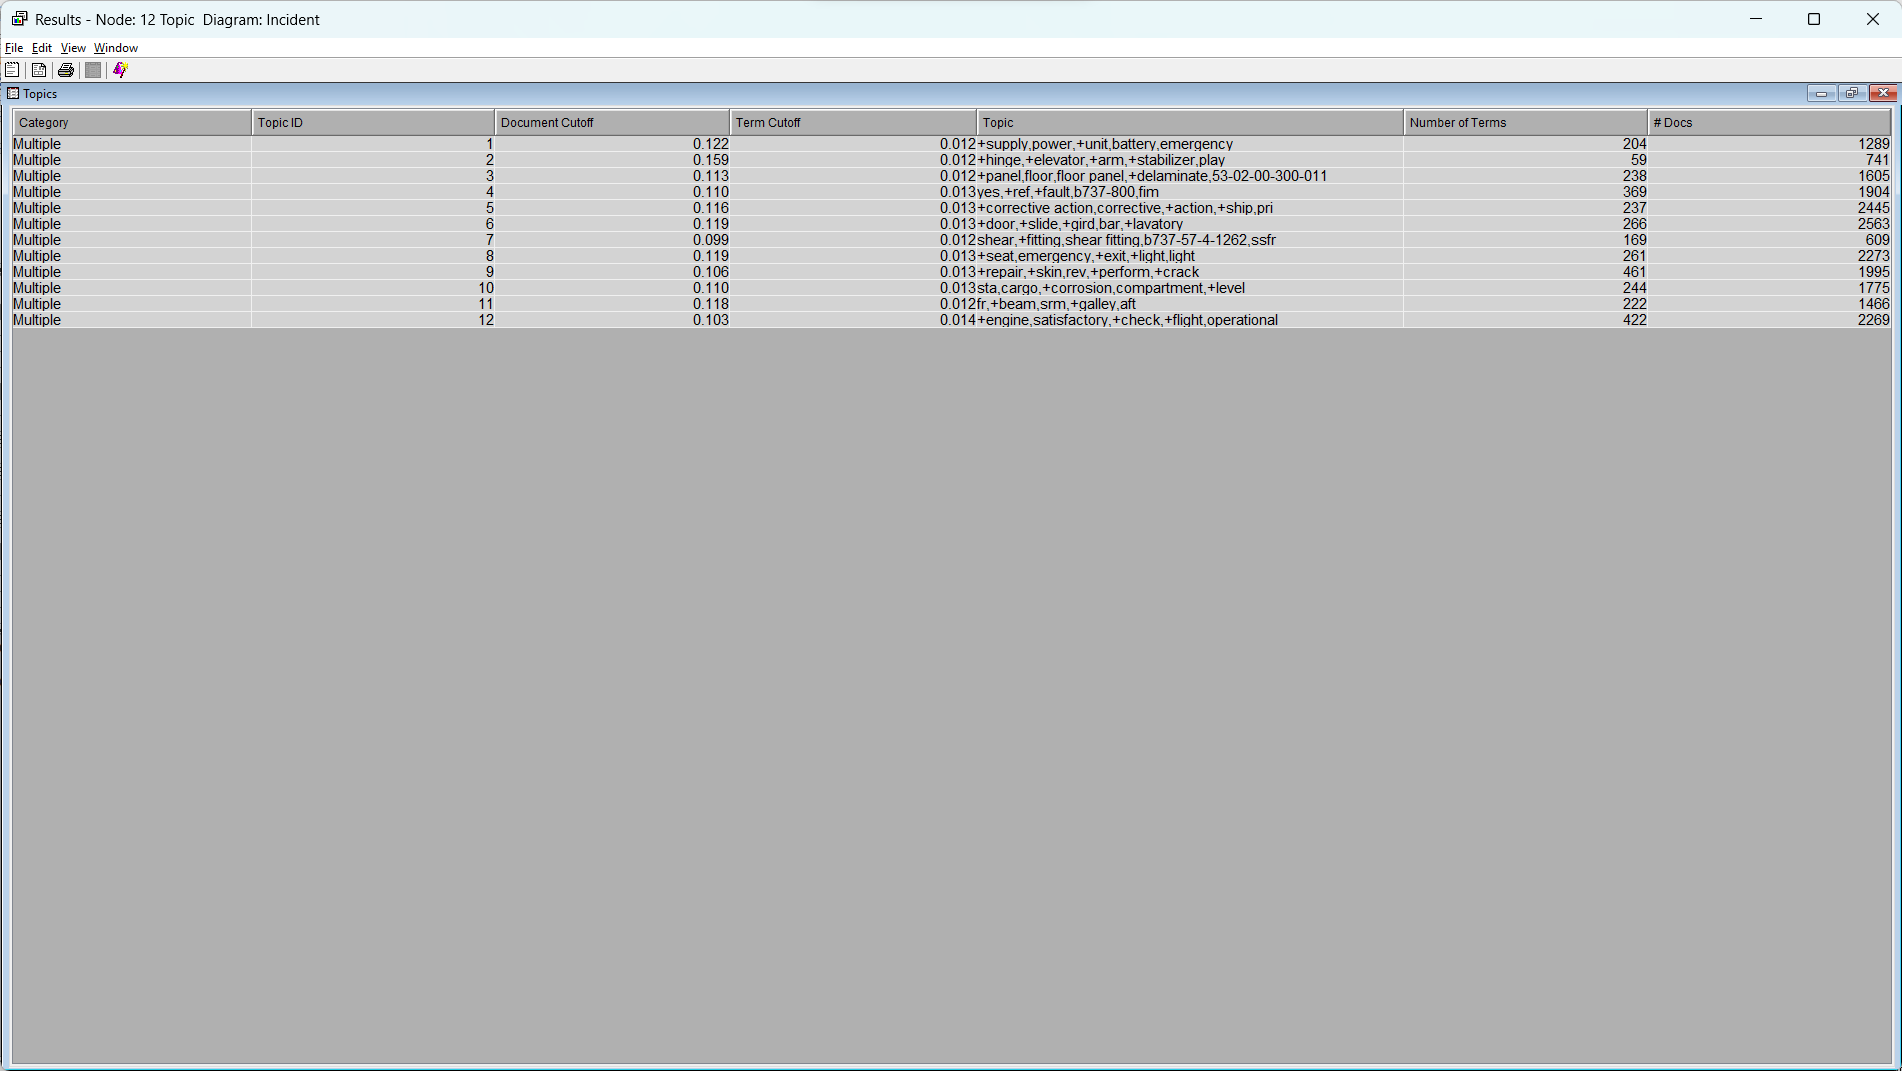 Results - Node: 12 Topic  Diagram: Incident
File Edit View Window
Topics
Category Topic ID Document Cutoff Term Cutoff Topic Number of Terms # Docs
Multiple 1 0.122 0.012 +supply,power,+unit,battery,emergency 204 1289
Multiple 2 0.159 0.012 +hinge,+elevator,+arm,+stabilizer,play 59 741
Multiple 3 0.113 0.012 +panel,floor,floor panel,+delaminate,53-02-00-300-011 238 1605
Multiple 4 0.110 0.013 yes,+ref,+fault,b737-800,fim 369 1904
Multiple 5 0.116 0.013 +corrective action,corrective,+action,+ship,pri 237 2445
Multiple 6 0.119 0.013 +door,+slide,+gird,bar,+lavatory 266 2563
Multiple 7 0.099 0.012 shear,+fitting,shear fitting,b737-57-4-1262,ssfr 169 609
Multiple 8 0.119 0.013 +seat,emergency,+exit,+light,light 261 2273
Multiple 9 0.106 0.013 +repair,+skin,rev,+perform,+crack 461 1995
Multiple 10 0.110 0.013 sta,cargo,+corrosion,compartment,+level 244 1775
Multiple 11 0.118 0.012 fr,+beam,srm,+galley,aft 222 1466
Multiple 12 0.103 0.014 +engine,satisfactory,+check,+flight,operational 422 2269